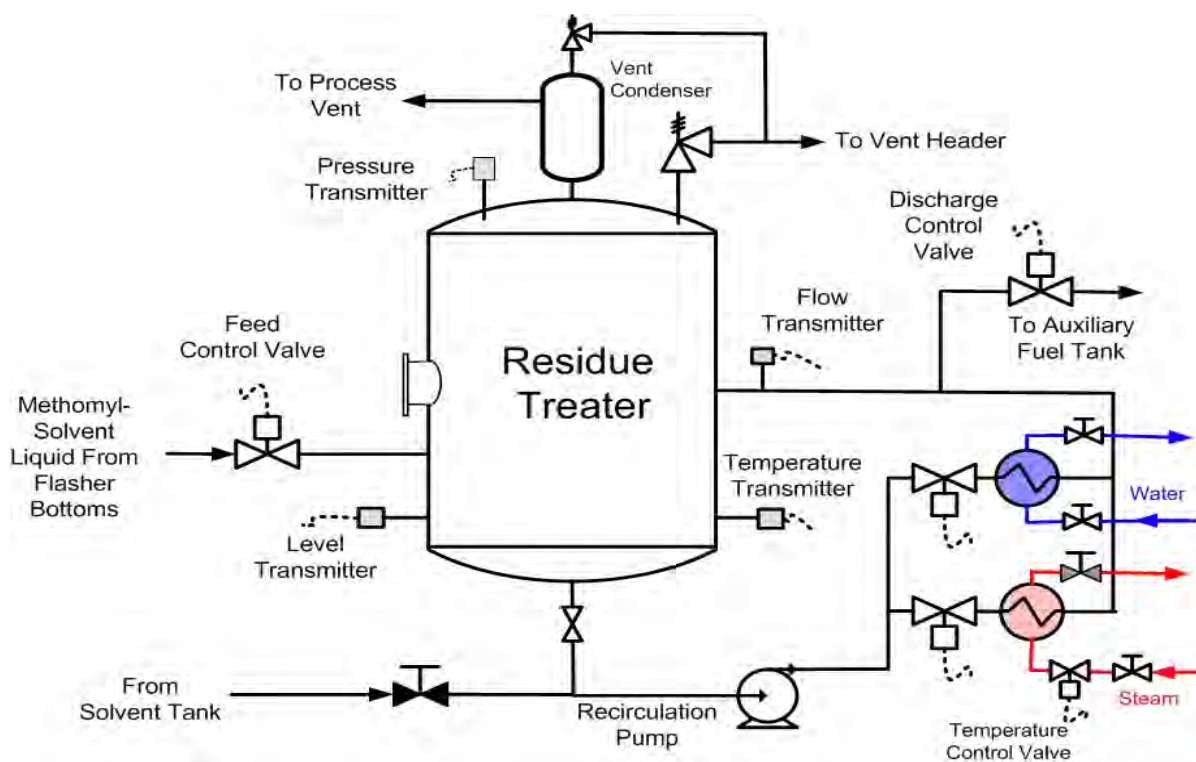 Vent
Condenser
To Process
Vent
Pressure
Transmitter
To Vent Header
Discharge
Control
Valve
Feed
Control Valve
Residue
Treater
Flow
Transmitter
To Auxiliary
Fuel Tank
Methomyl-
Solvent
Liquid From
Flasher
Bottoms
Temperature
Transmitter
Water
Level
Transmitter
From
Solvent Tank
Recirculation
Pump
Steam
Temperature
Control Valve